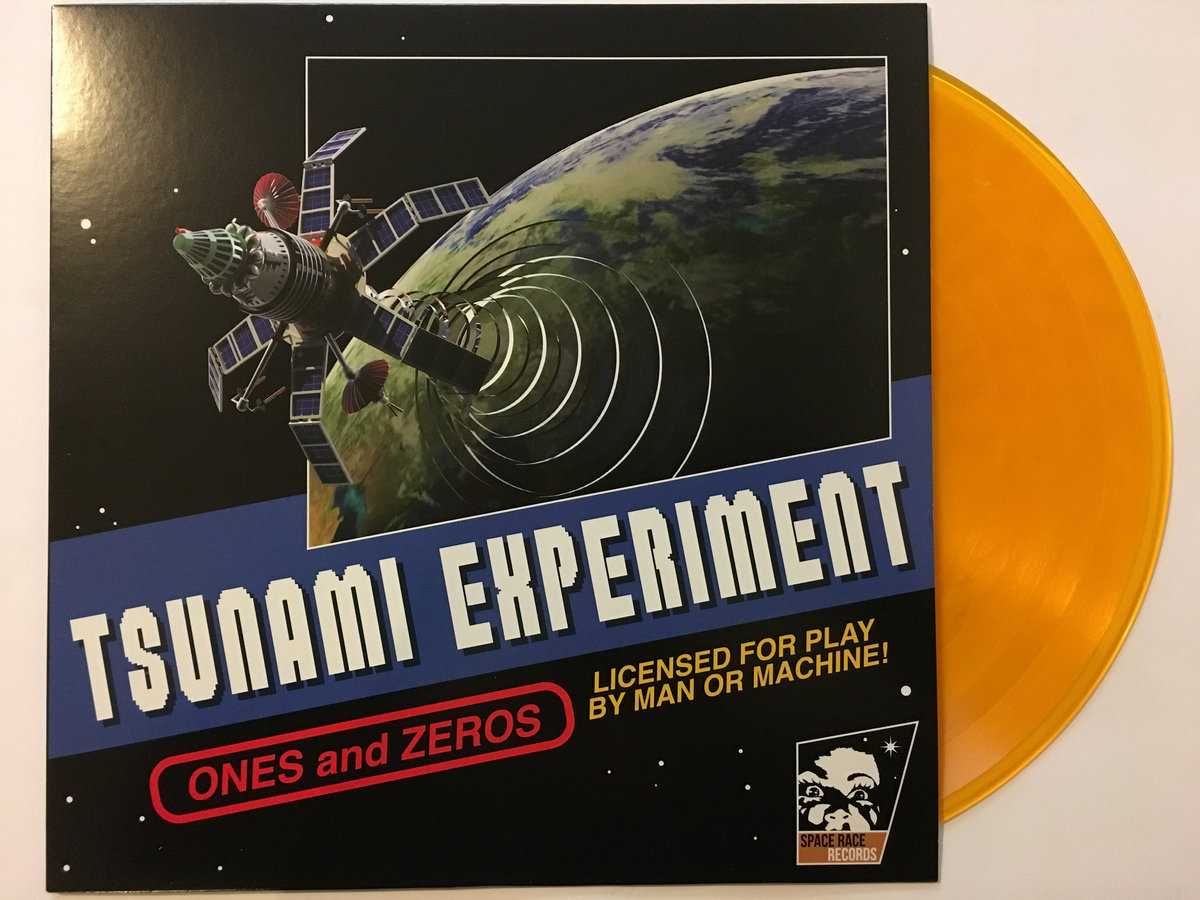 TSUNAMI EXPERIMENT
LICENSED FOR PLAY
BY MAN OR MACHINE!
ONES and ZEROS
SPACE RACE
RECORDS